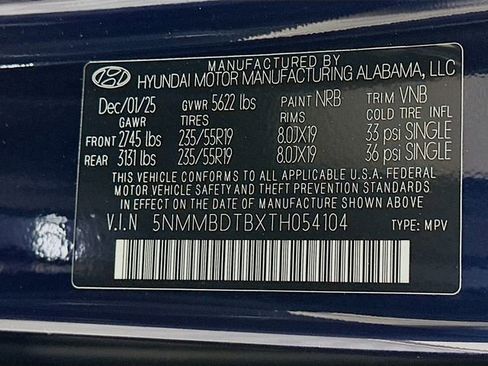 MANUFACTURED BY
HYUNDAI MOTOR MANUFACTURING ALABAMA, LLC
Dec/01/25 GVWR 5622 lbs PAINT NRB TRIM VNB
GAWR TIRES RIMS COLD TIRE INFL
FRONT 2745 lbs 235/55R19 8.0JX19 33 psi SINGLE
REAR 3131 lbs 235/55R19 8.0JX19 36 psi SINGLE
THIS VEHICLE CONFORMS TO ALL APPLICABLE U.S.A. FEDERAL
MOTOR VEHICLE SAFETY AND THEFT PREVENTION STANDARDS
IN EFFECT ON THE DATE OF MANUFACTURE SHOWN ABOVE.
V.I.N 5NMMBDTBXTH054104 TYPE: MPV